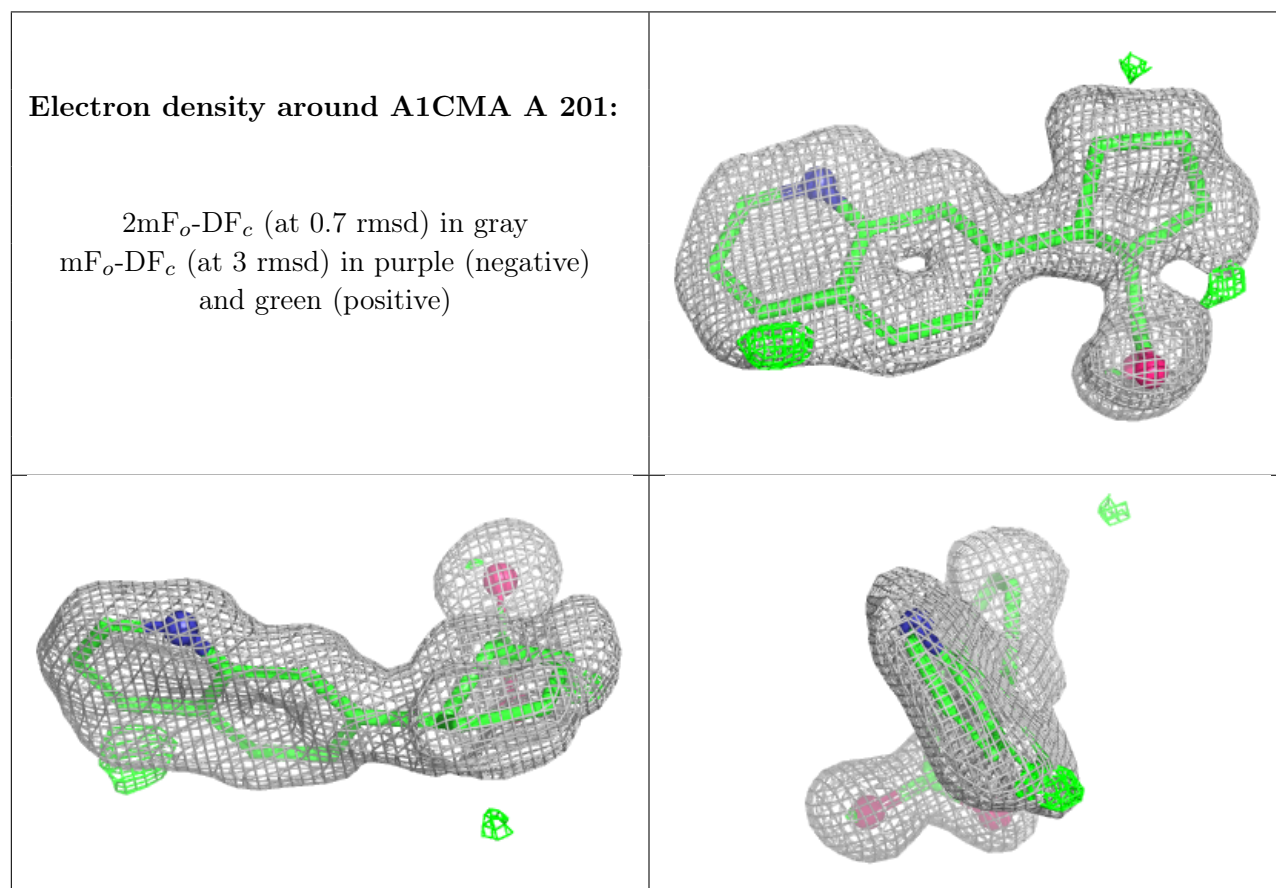 Electron density around A1CMA A 201:
2mFo-DFc (at 0.7 rmsd) in gray
mFo-DFc (at 3 rmsd) in purple (negative)
and green (positive)